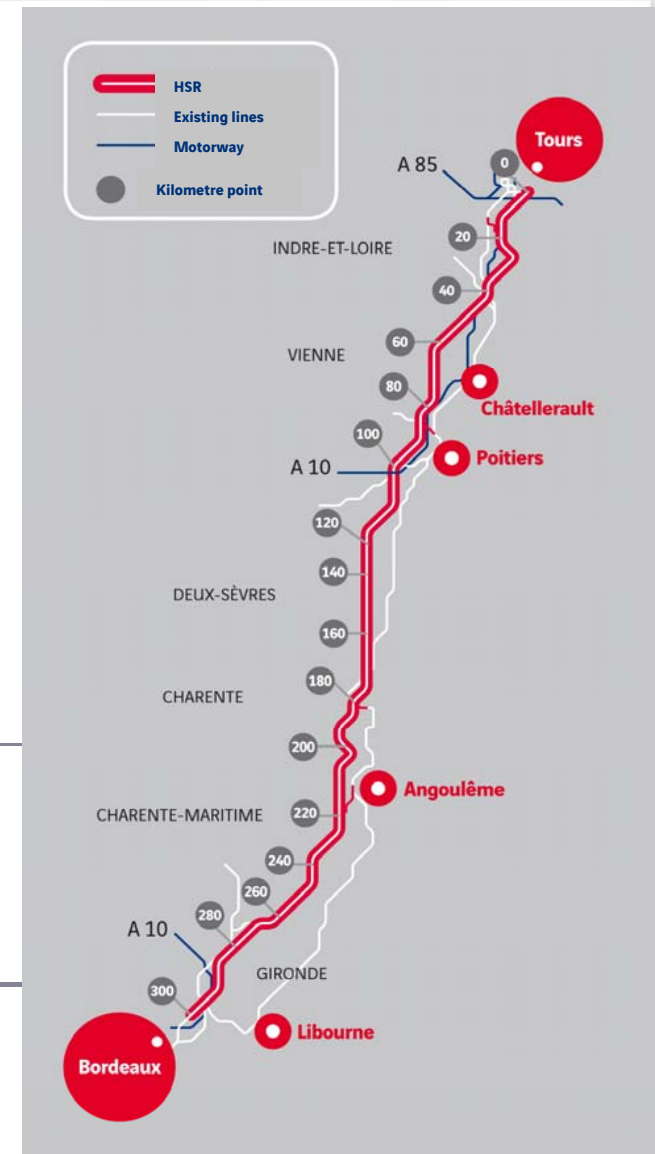 HSR
Existing lines
Motorway
Kilometre point
Tours
0
A 85
20
INDRE-ET-LOIRE
40
60
VIENNE
80
Châtellerault
100
Poitiers
A 10
120
140
DEUX-SÈVRES
160
180
CHARENTE
200
Angoulême
220
CHARENTE-MARITIME
240
260
280
A 10
GIRONDE
300
Libourne
Bordeaux